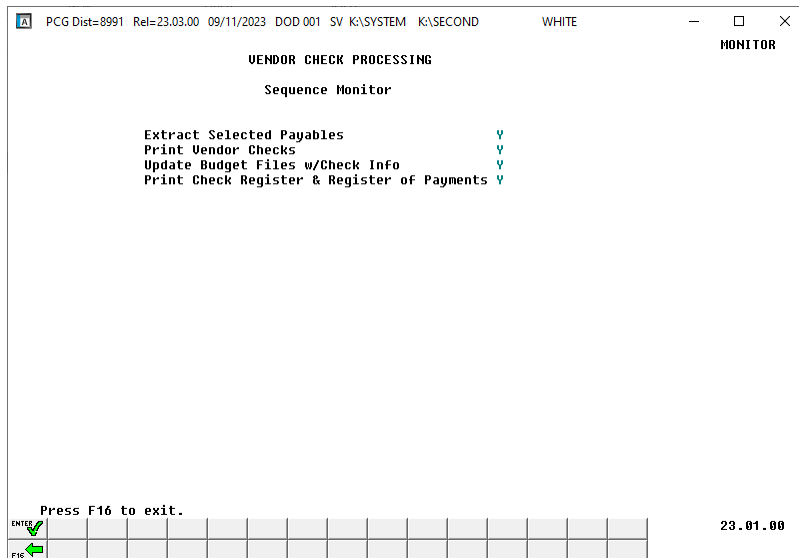 A PCG Dist=8991 Rel=23.03.00 09/11/2023 DOD 001 SV K:\SYSTEM K:\SECOND WHITE
MONITOR
VENDOR CHECK PROCESSING
Sequence Monitor
Extract Selected Payables Y
Print Vendor Checks Y
Update Budget Files w/Check Info Y
Print Check Register & Register of Payments Y
Press F16 to exit.
ENTER
23.01.00
F16